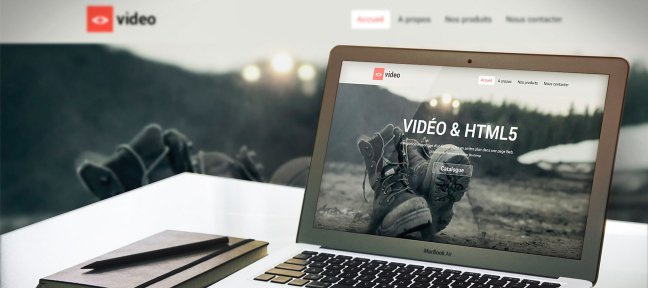 video
Accueil A propos Nos produits Nous contacter
video
Accueil A propos Nos produits Nous contacter
VIDÉO & HTML5
Catalogue
MacBook Air